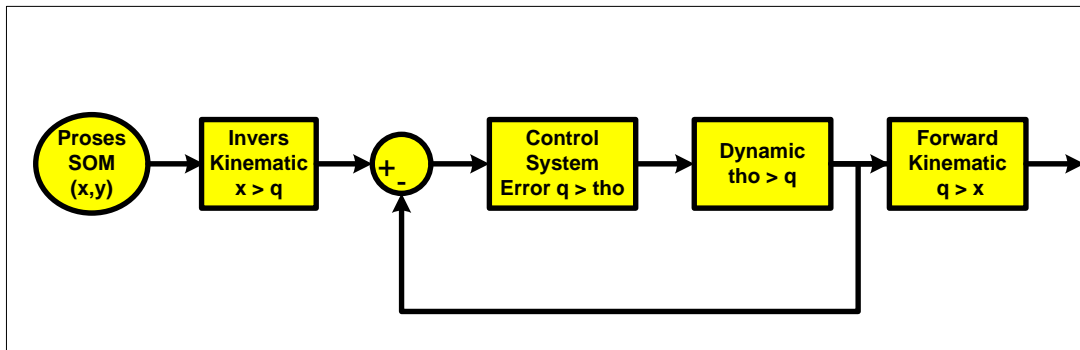 Proses
SOM
(x,y)
Invers
Kinematic
x > q
+
-
Control
System
Error q > tho
Dynamic
tho > q
Forward
Kinematic
q > x